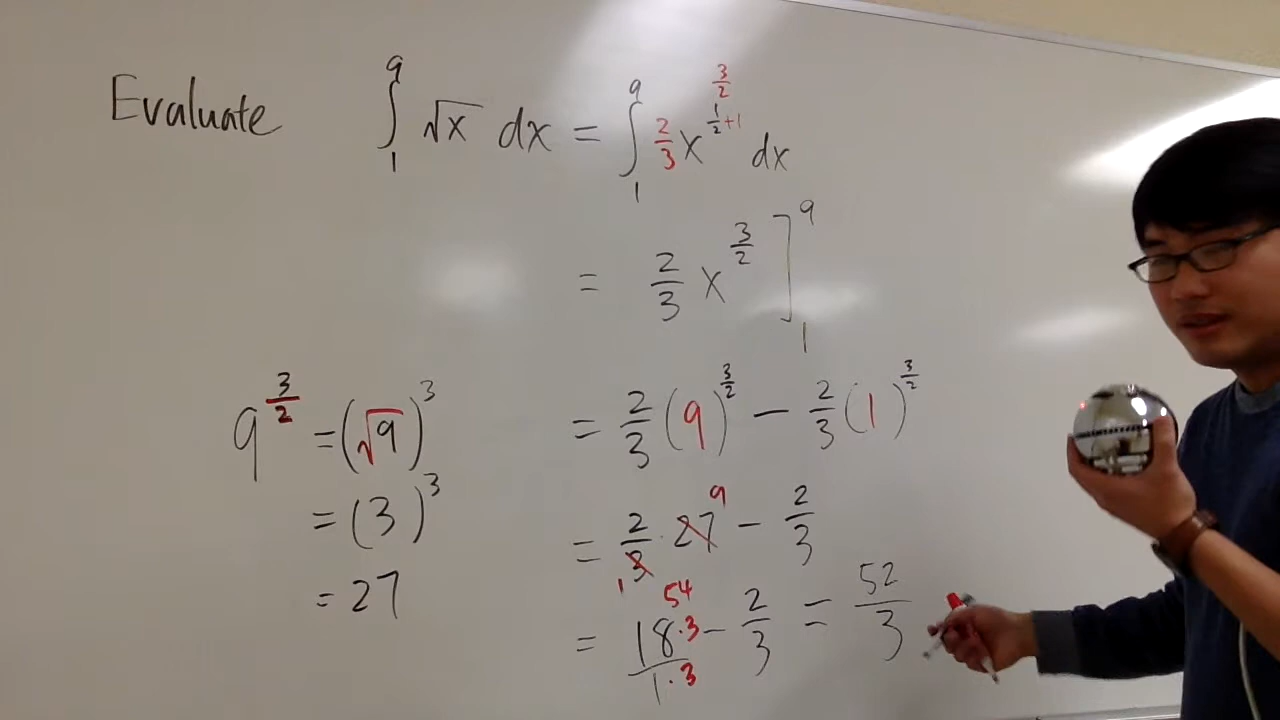 Evaluate ∫₁⁹ √x dx = ∫₁⁹ 2/3 x^(1/2+1) 3/2 dx
= 2/3 x^(3/2) ]₁⁹
9^(3/2) = (√9)³
= (3)³
= 27
= 2/3 (9)^(3/2) − 2/3 (1)^(3/2)
= 2/3 · 27 − 2/3 1 9
= 18·3/1·3 − 2/3 = 52/3 54